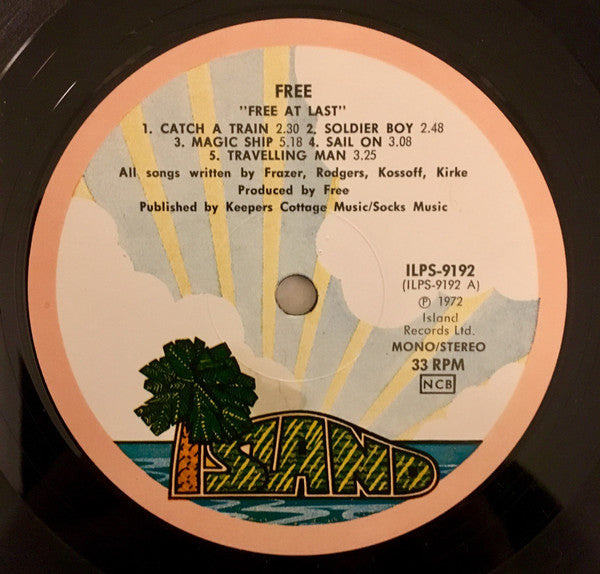 FREE
"FREE AT LAST"
1. CATCH A TRAIN 2.30 2. SOLDIER BOY 2.48
3. MAGIC SHIP 5.18 4. SAIL ON 3.08
5. TRAVELLING MAN 3.25
All songs written by Frazer, Rodgers, Kossoff, Kirke
Produced by Free
Published by Keepers Cottage Music/Socks Music
ILPS-9192
(ILPS-9192 A)
℗ 1972
Island
Records Ltd.
MONO/STEREO
33 RPM
NCB
ISLAND